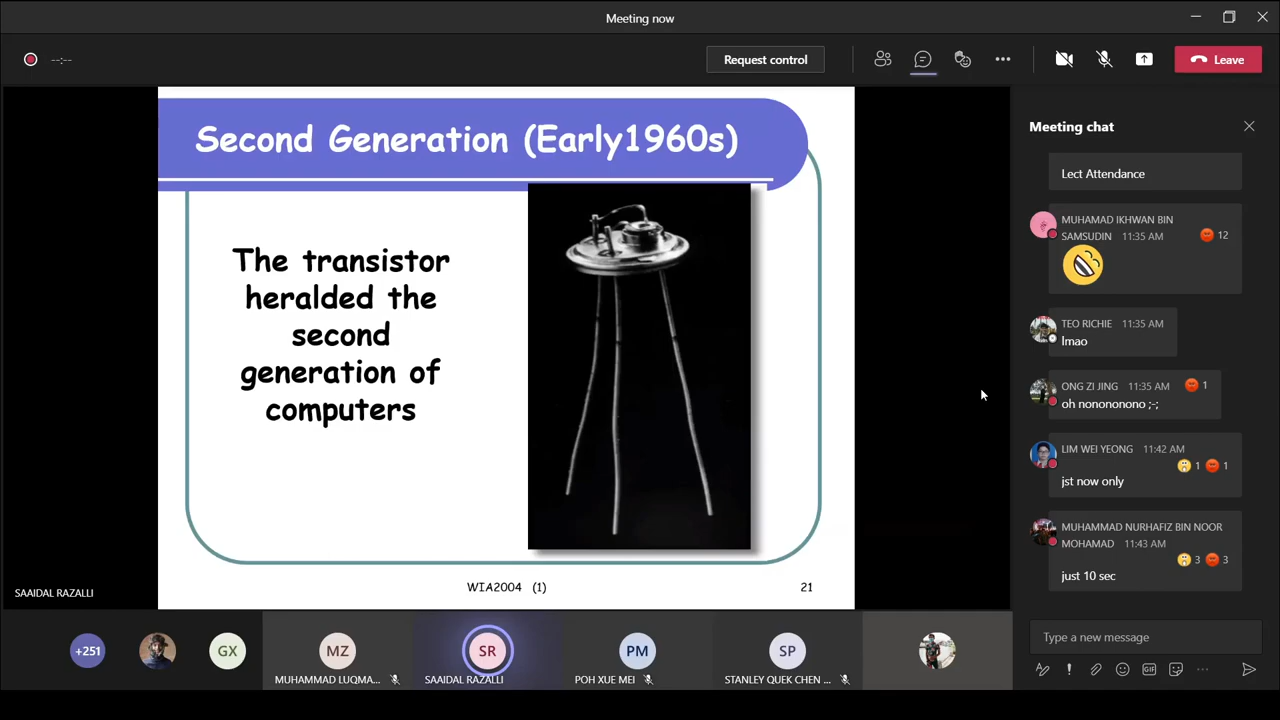 Meeting now
--:--
Request control
Leave
Second Generation (Early1960s)
The transistor
heralded the
second
generation of
computers
WIA2004 (1)
21
SAAIDAL RAZALLI
Meeting chat
Lect Attendance
MUHAMAD IKHWAN BIN
SAMSUDIN 11:35 AM
12
TEO RICHIE 11:35 AM
lmao
ONG ZI JING 11:35 AM
1
oh nonononono ;-;
LIM WEI YEONG 11:42 AM
1 1
jst now only
MUHAMMAD NURHAFIZ BIN NOOR
MOHAMAD 11:43 AM
3 3
just 10 sec
Type a new message
GIF
+251
GX
MZ
MUHAMMAD LUQMA...
SR
SAAIDAL RAZALLI
PM
POH XUE MEI
SP
STANLEY QUEK CHEN ...